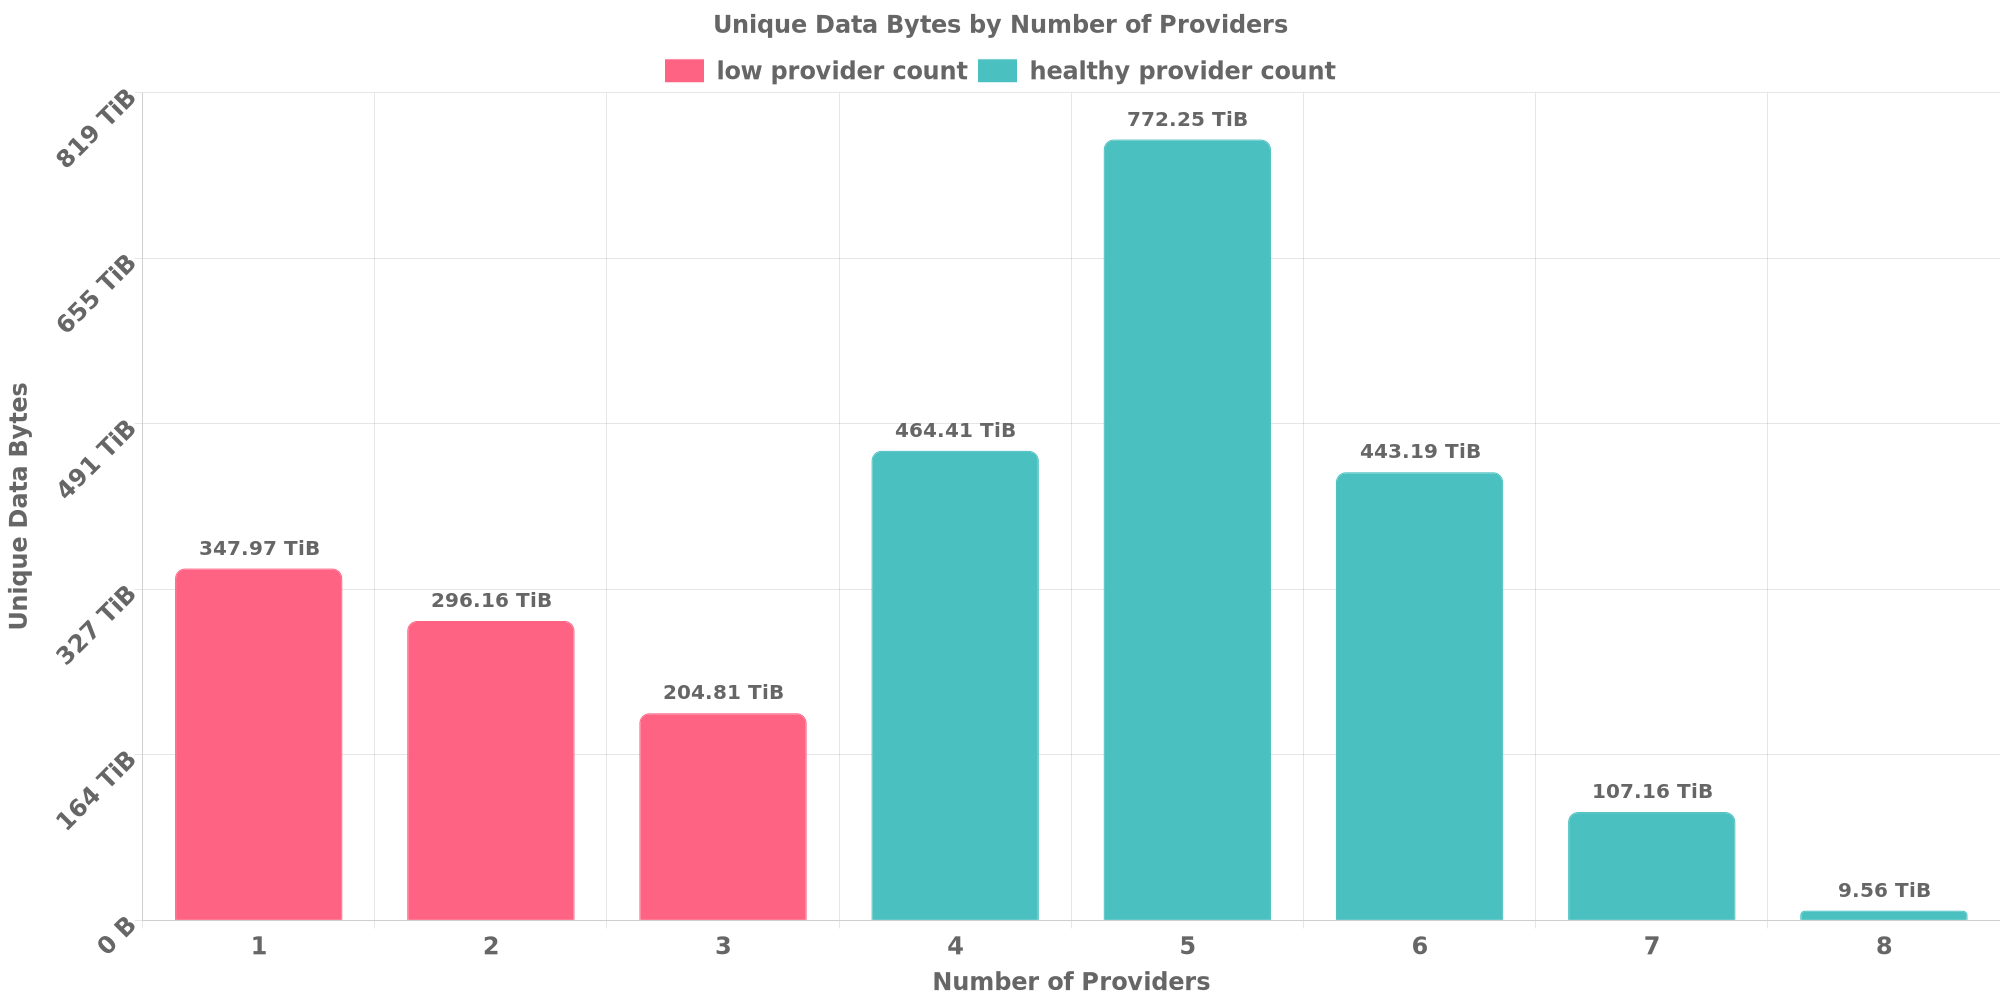 Unique Data Bytes by Number of Providers
low provider count healthy provider count
819 TiB
655 TiB
491 TiB
327 TiB
164 TiB
0 B
Unique Data Bytes
347.97 TiB
296.16 TiB
204.81 TiB
464.41 TiB
772.25 TiB
443.19 TiB
107.16 TiB
9.56 TiB
1 2 3 4 5 6 7 8
Number of Providers